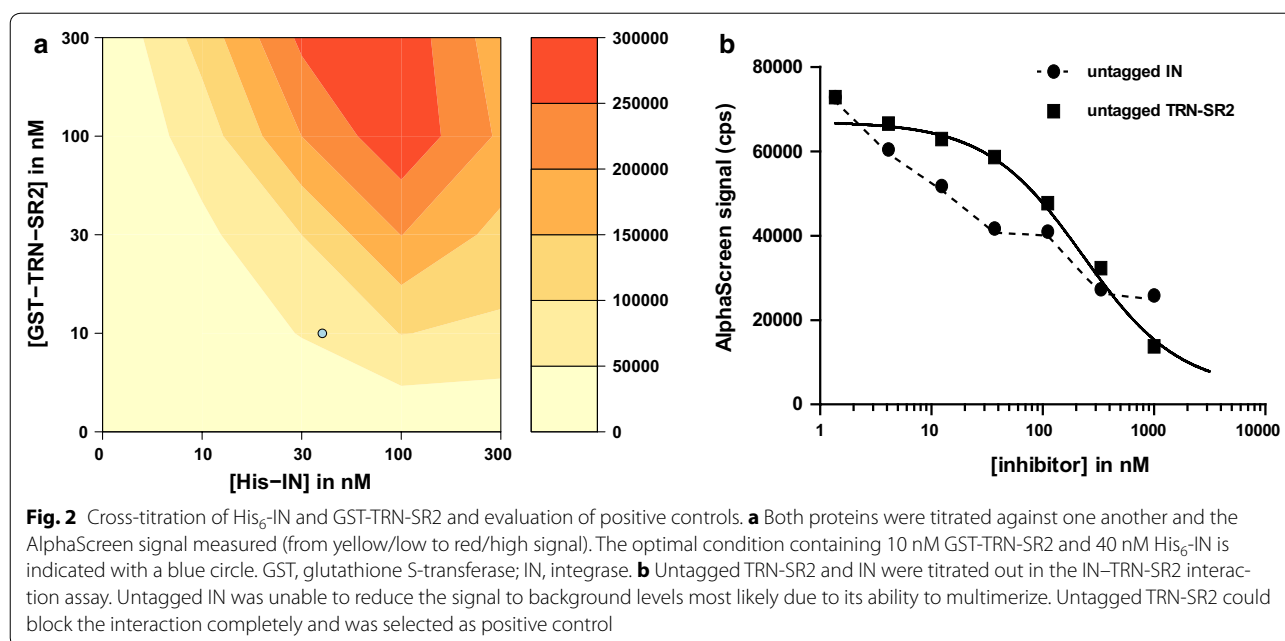 a
300
100
30
10
0
[GST−TRN−SR2] in nM
0
10
30
100
300
[His−IN] in nM
300000
250000
200000
150000
100000
50000
0
b
untagged IN
untagged TRN-SR2
80000
60000
40000
20000
0
AlphaScreen signal (cps)
1
10
100
1000
10000
[inhibitor] in nM
Fig. 2 Cross-titration of His6-IN and GST-TRN-SR2 and evaluation of positive controls. a Both proteins were titrated against one another and the
AlphaScreen signal measured (from yellow/low to red/high signal). The optimal condition containing 10 nM GST-TRN-SR2 and 40 nM His6-IN is
indicated with a blue circle. GST, glutathione S-transferase; IN, integrase. b Untagged TRN-SR2 and IN were titrated out in the IN–TRN-SR2 interac-
tion assay. Untagged IN was unable to reduce the signal to background levels most likely due to its ability to multimerize. Untagged TRN-SR2 could
block the interaction completely and was selected as positive control